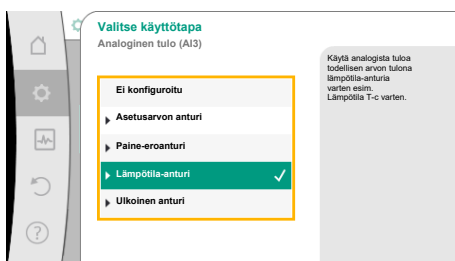 Valitse käyttötapa
Analoginen tulo (AI3)
Ei konfiguroitu
Asetusarvon anturi
Paine-eroanturi
Lämpötila-anturi
Ulkoinen anturi
Käytä analogista tuloa
todellisen arvon tulona
lämpötila-anturia
varten esim.
Lämpötila T-c varten.
?